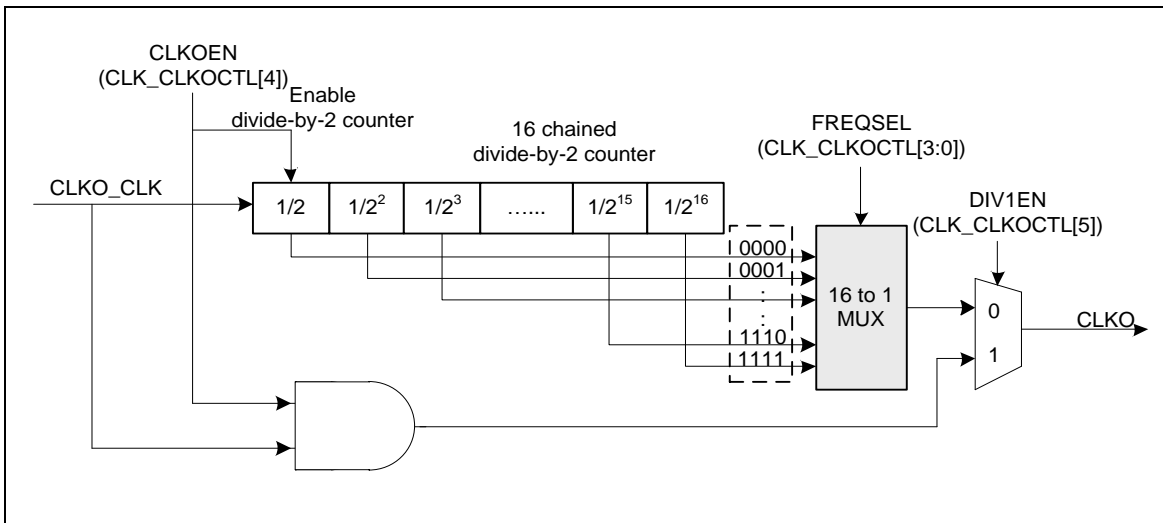 CLKOEN
(CLK_CLKOCTL[4])
Enable
divide-by-2 counter
16 chained
divide-by-2 counter
FREQSEL
(CLK_CLKOCTL[3:0])
CLKO_CLK
DIV1EN
(CLK_CLKOCTL[5])
1/2
1/2²
1/2³
…...
1/2¹⁵
1/2¹⁶
0000
0001
:
:
1110
1111
16 to 1
MUX
0
1
CLKO